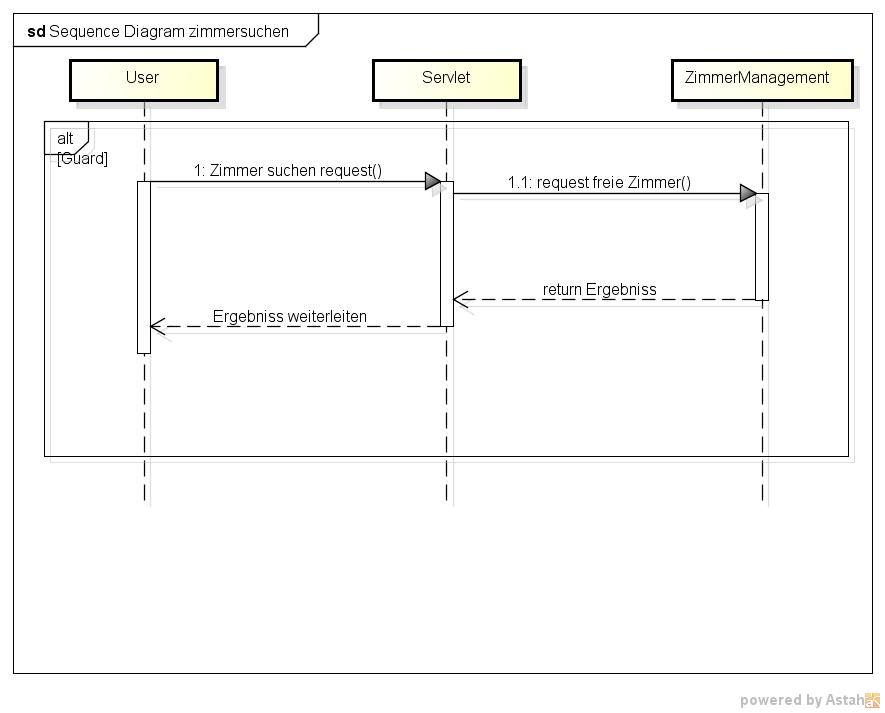 sd Sequence Diagram zimmersuchen
User
Servlet
ZimmerManagement
alt
[Guard]
1: Zimmer suchen request()
1.1: request freie Zimmer()
return Ergebniss
Ergebniss weiterleiten
powered by Astah